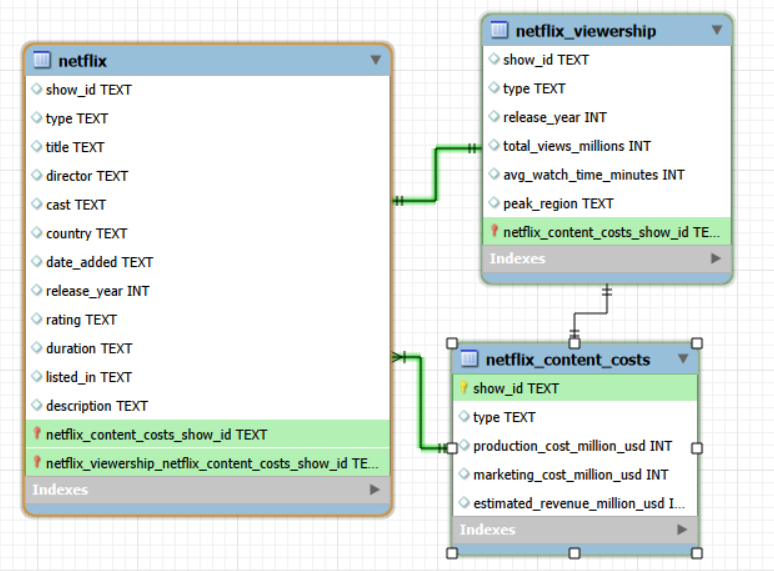 netflix
show_id TEXT
type TEXT
title TEXT
director TEXT
cast TEXT
country TEXT
date_added TEXT
release_year INT
rating TEXT
duration TEXT
listed_in TEXT
description TEXT
netflix_content_costs_show_id TEXT
netflix_viewership_netflix_content_costs_show_id TE...
Indexes
netflix_viewership
show_id TEXT
type TEXT
release_year INT
total_views_millions INT
avg_watch_time_minutes INT
peak_region TEXT
netflix_content_costs_show_id TE...
Indexes
netflix_content_costs
show_id TEXT
type TEXT
production_cost_million_usd INT
marketing_cost_million_usd INT
estimated_revenue_million_usd I...
Indexes